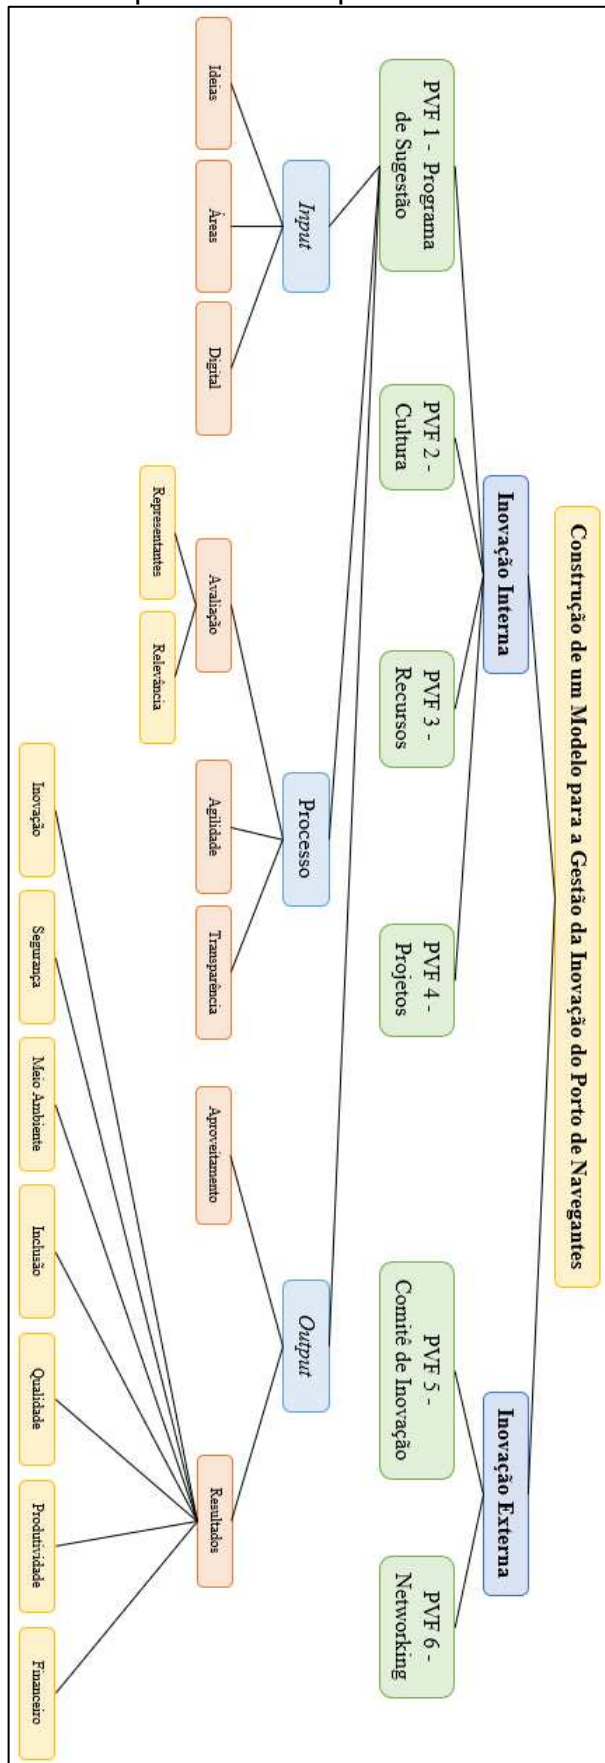 Construção de um Modelo para a Gestão da Inovação do Porto de Navegantes
Inovação Interna
Inovação Externa
PVF 1 - Programa
de Sugestão
PVF 2 -
Cultura
PVF 3 -
Recursos
PVF 4 -
Projetos
PVF 5 -
Comitê de Inovação
PVF 6 -
Networking
Input
Processo
Output
Ideias
Áreas
Digital
Avaliação
Agilidade
Transparência
Aproveitamento
Resultados
Representantes
Relevância
Inovação
Segurança
Meio Ambiente
Inclusão
Qualidade
Produtividade
Financeiro